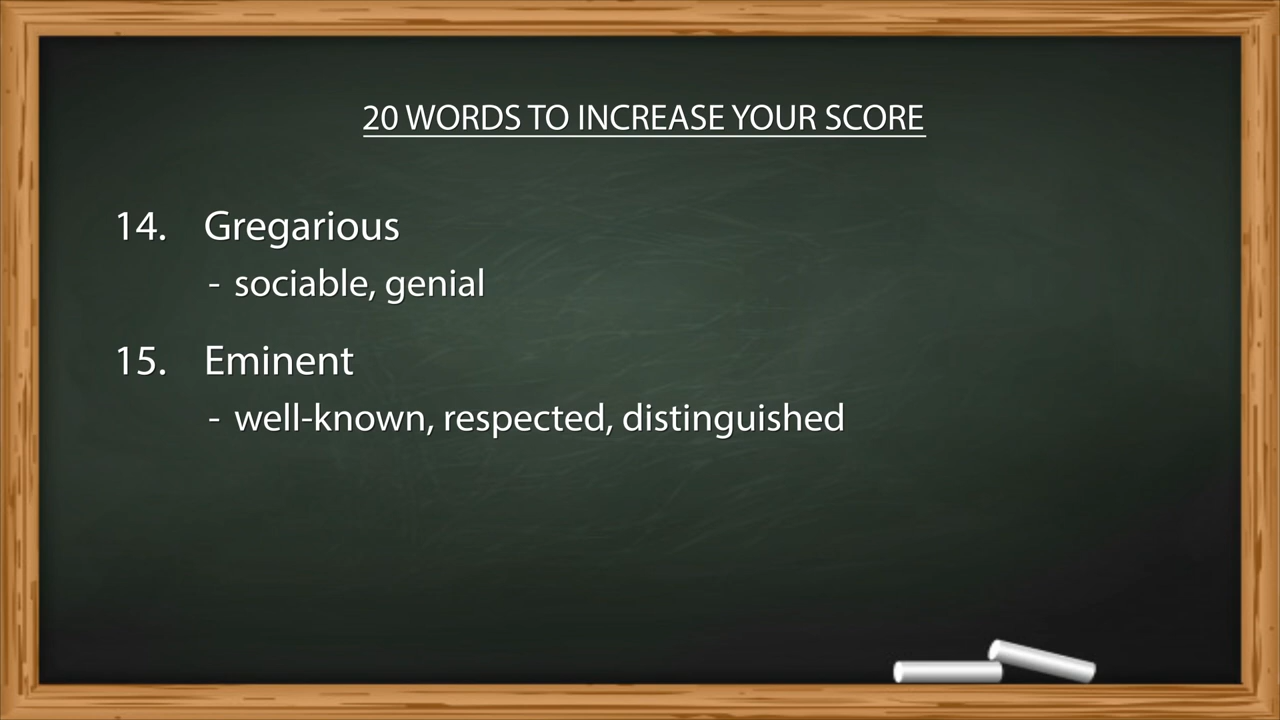 20 WORDS TO INCREASE YOUR SCORE
14. Gregarious
- sociable, genial
15. Eminent
- well-known, respected, distinguished